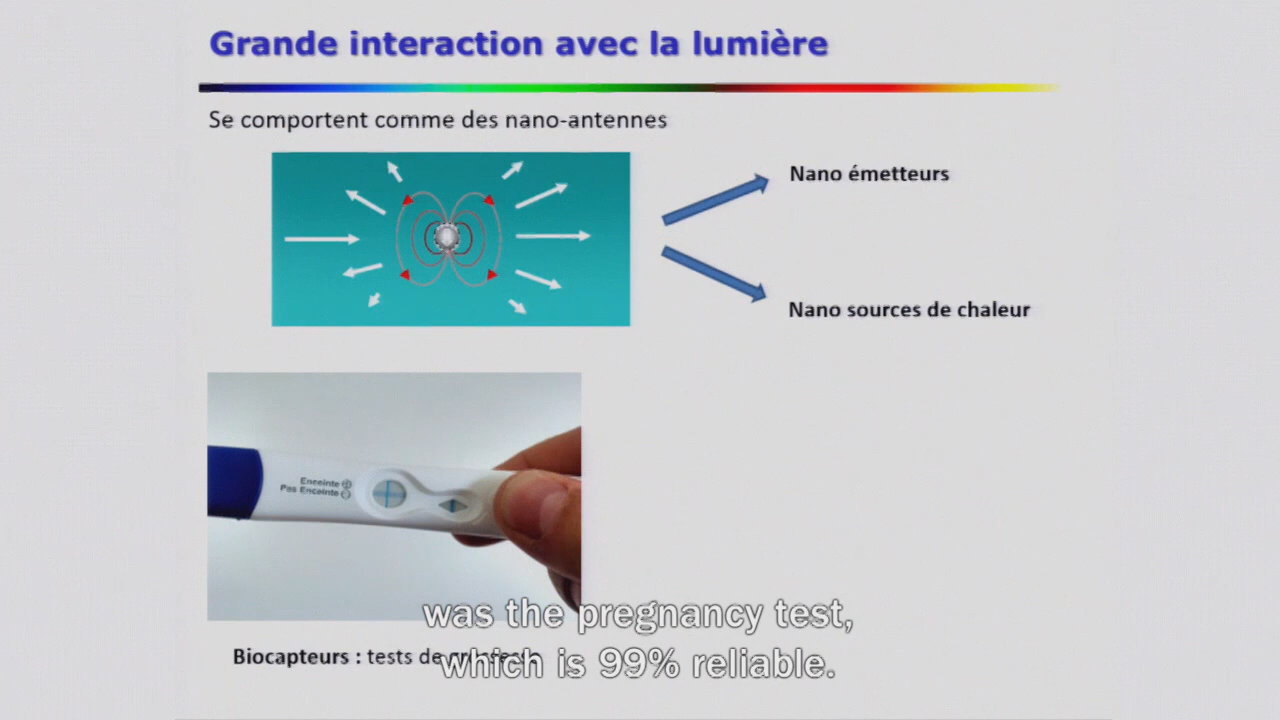 Grande interaction avec la lumière
Se comportent comme des nano-antennes
Nano émetteurs
Nano sources de chaleur
Enceinte
Pas Enceinte
Biocapteurs : tests de
was the pregnancy test,
which is 99% reliable.